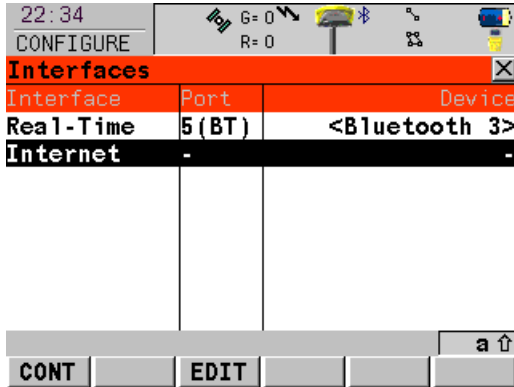 22:34 G= 0
CONFIGURE R= 0
Interfaces
Interface Port Device
Real-Time 5(BT) <Bluetooth 3>
Internet - -
a
CONT EDIT